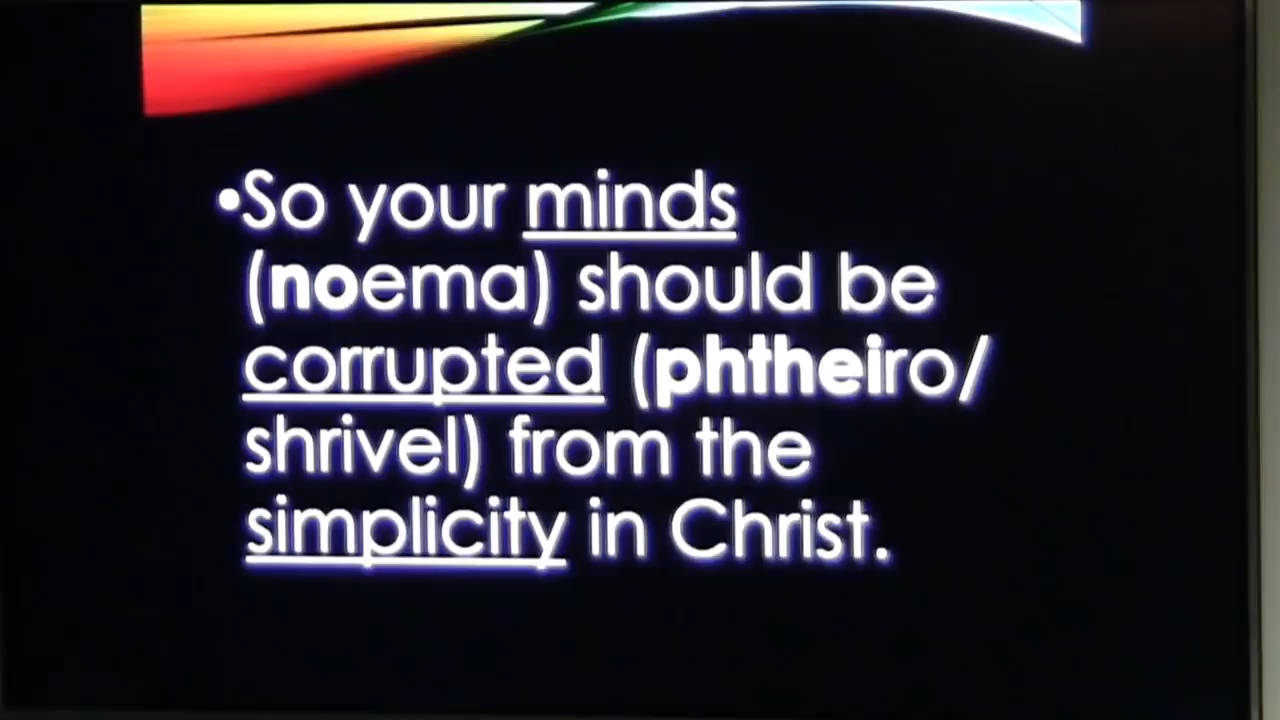 •So your minds
(noema) should be
corrupted (phtheiro/
shrivel) from the
simplicity in Christ.